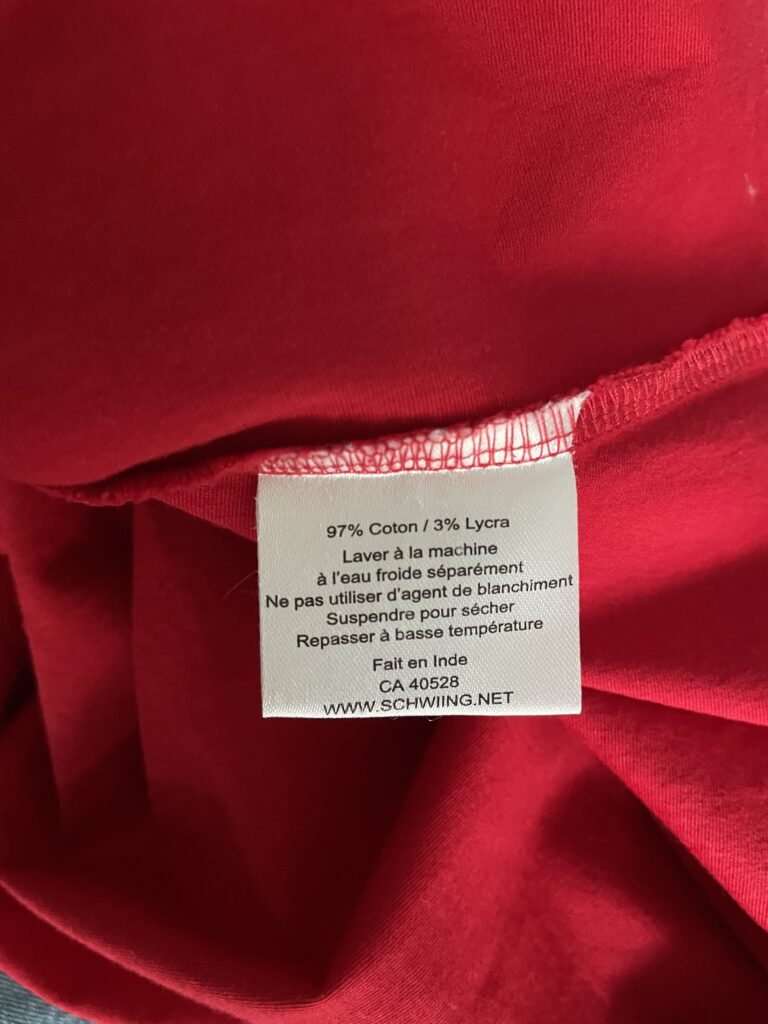 97% Coton / 3% Lycra
Laver à la machine
à l'eau froide séparément
Ne pas utiliser d'agent de blanchiment
Suspendre pour sécher
Repasser à basse température
Fait en Inde
CA 40528
WWW.SCHWIING.NET